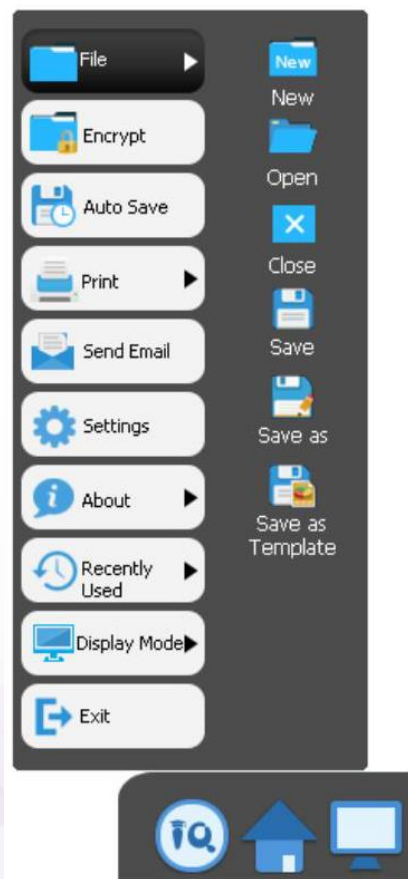 File
Encrypt
Auto Save
Print
Send Email
Settings
About
Recently
Used
Display Mode
Exit
New
New
Open
Close
Save
Save as
Save as
Template
IQ